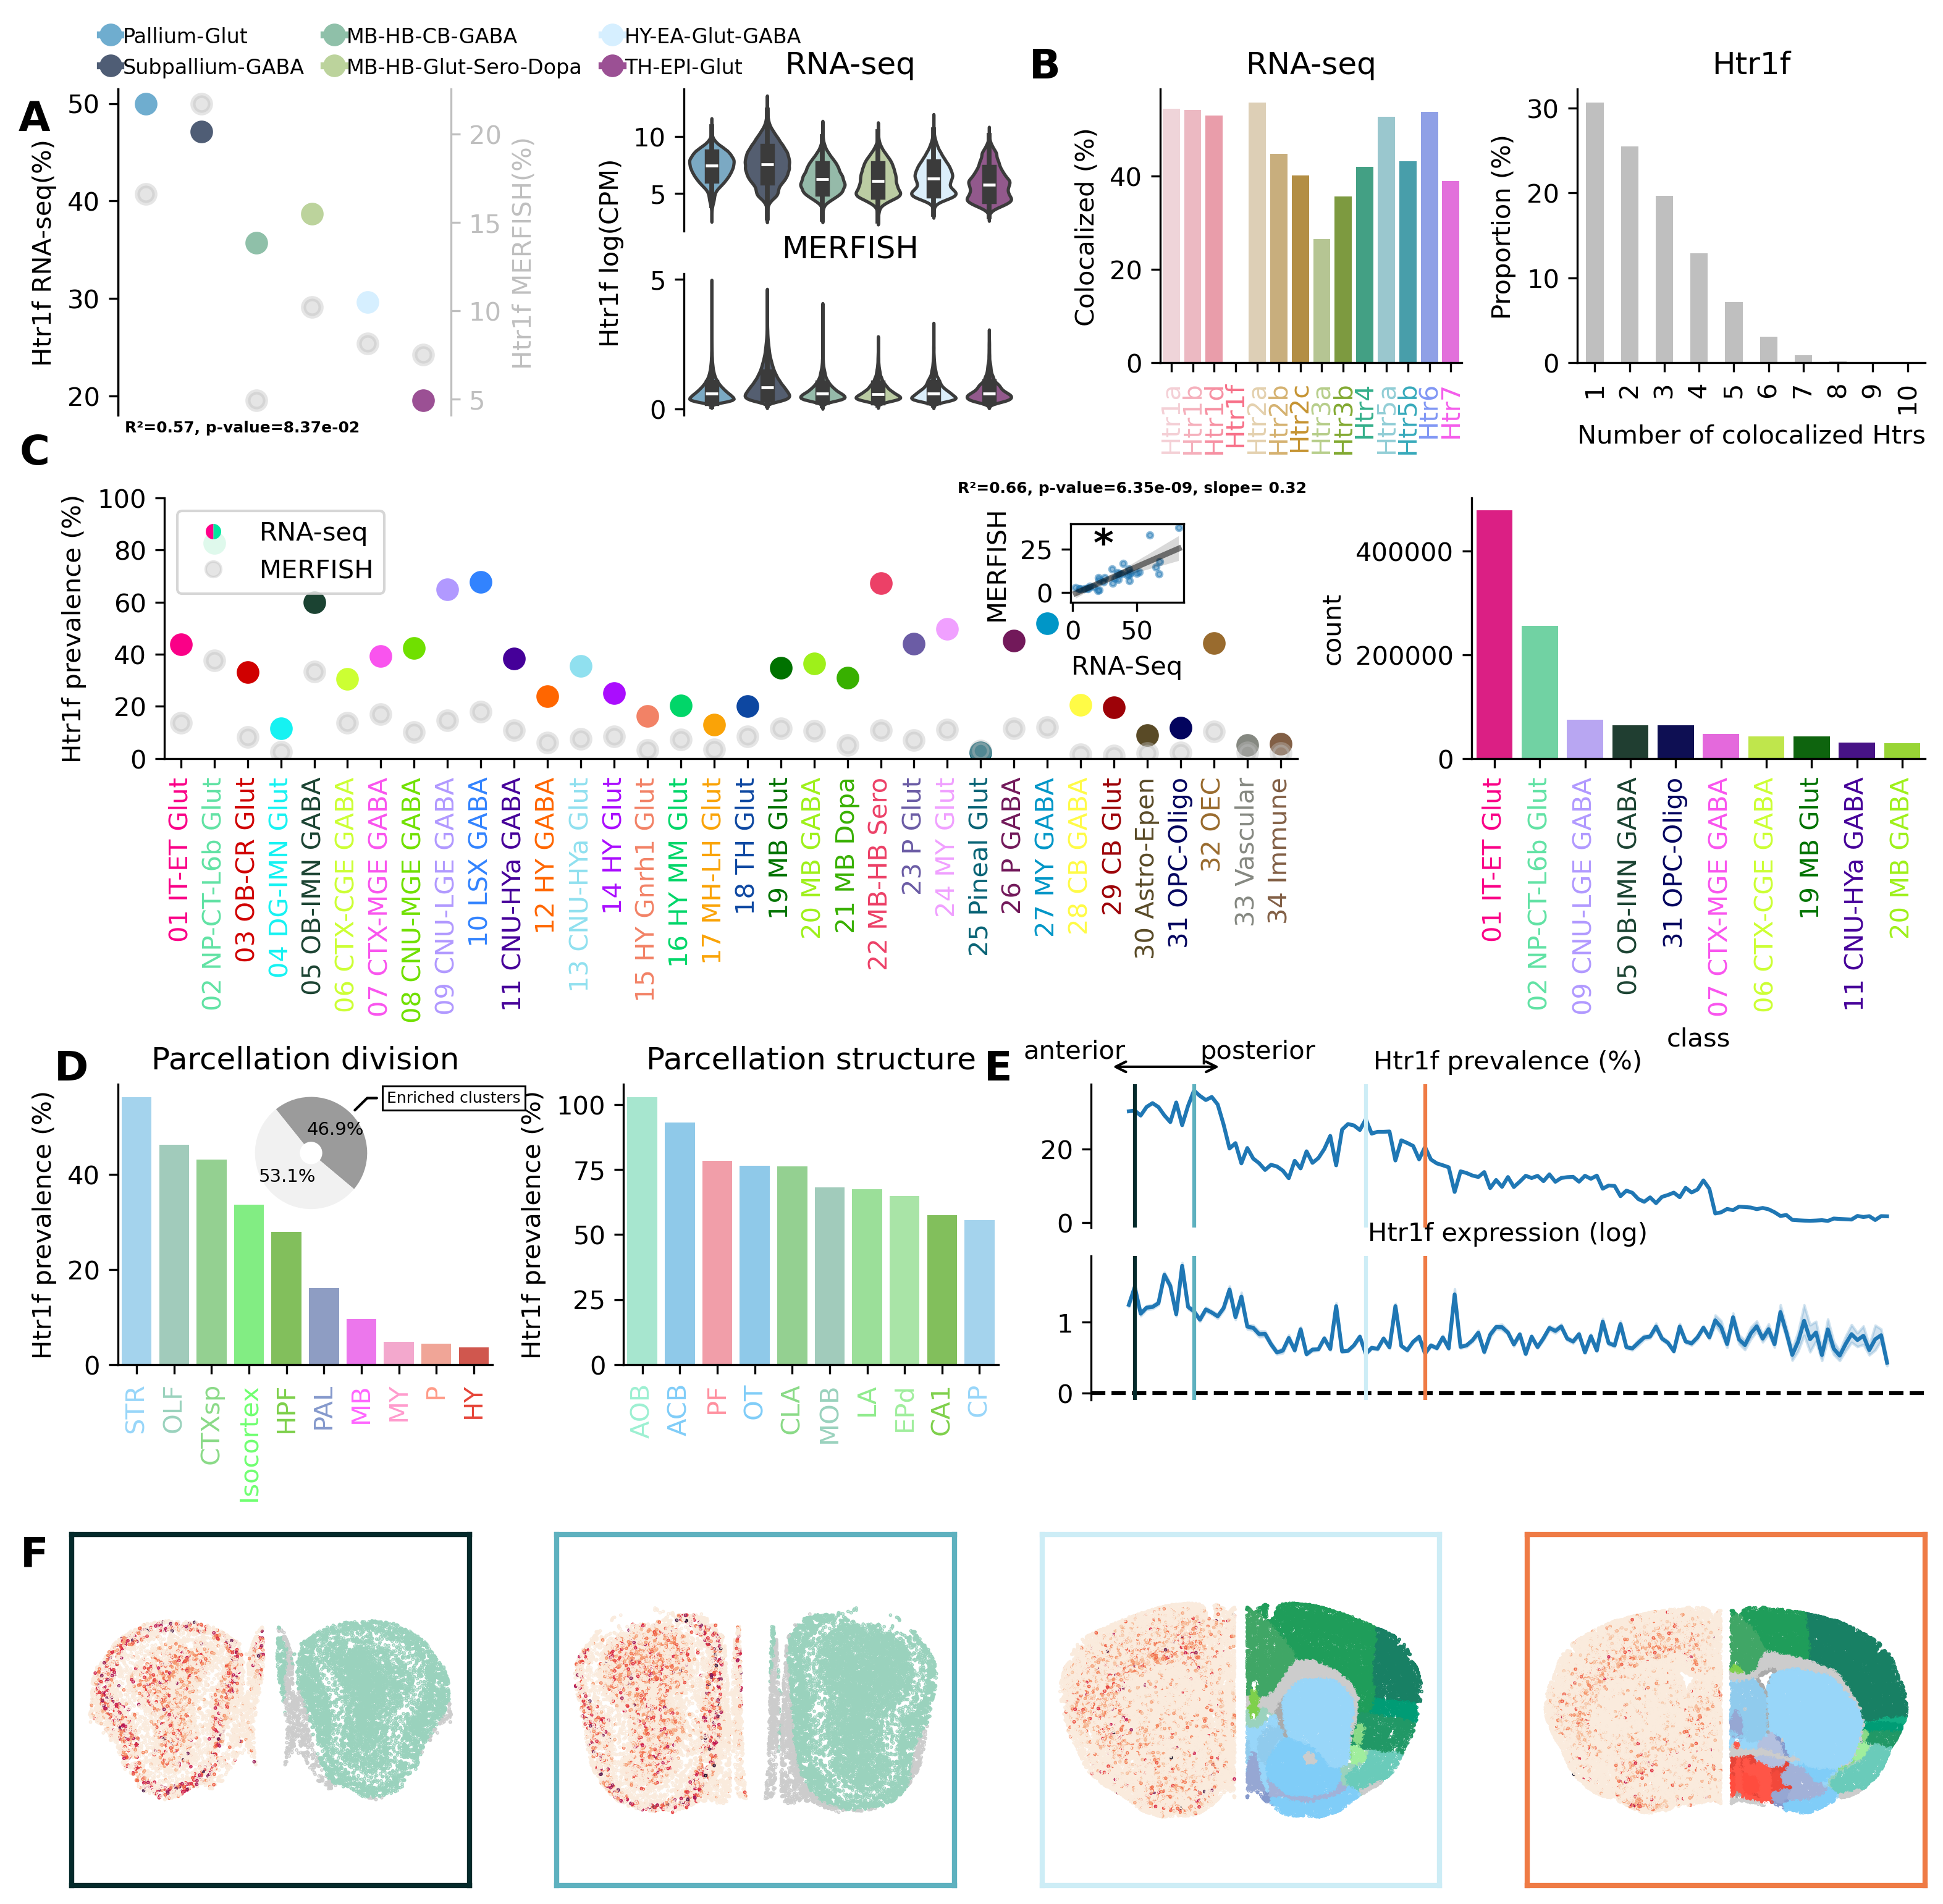 Pallium-Glut
MB-HB-CB-GABA
HY-EA-Glut-GABA
Subpallium-GABA
MB-HB-Glut-Sero-Dopa
TH-EPI-Glut
A
Htr1f RNA-seq(%)
50
40
30
20
Htr1f MERFISH(%)
20
15
10
5
R²=0.57, p-value=8.37e-02
RNA-seq
Htr1f log(CPM)
10
5
MERFISH
5
0
B
RNA-seq
Colocalized (%)
40
20
0
Htr1a
Htr1b
Htr1d
Htr1f
Htr2a
Htr2b
Htr2c
Htr3a
Htr3b
Htr4
Htr5a
Htr5b
Htr6
Htr7
Htr1f
Proportion (%)
30
20
10
0
1
2
3
4
5
6
7
8
9
10
Number of colocalized Htrs
C
Htr1f prevalence (%)
100
80
60
40
20
0
RNA-seq
MERFISH
R²=0.66, p-value=6.35e-09, slope= 0.32
MERFISH
25
0
*
0
50
RNA-Seq
01 IT-ET Glut
02 NP-CT-L6b Glut
03 OB-CR Glut
04 DG-IMN Glut
05 OB-IMN GABA
06 CTX-CGE GABA
07 CTX-MGE GABA
08 CNU-MGE GABA
09 CNU-LGE GABA
10 LSX GABA
11 CNU-HYa GABA
12 HY GABA
13 CNU-HYa Glut
14 HY Glut
15 HY Gnrh1 Glut
16 HY MM Glut
17 MH-LH Glut
18 TH Glut
19 MB Glut
20 MB GABA
21 MB Dopa
22 MB-HB Sero
23 P Glut
24 MY Glut
25 Pineal Glut
26 P GABA
27 MY GABA
28 CB GABA
29 CB Glut
30 Astro-Epen
31 OPC-Oligo
32 OEC
33 Vascular
34 Immune
count
400000
200000
0
01 IT-ET Glut
02 NP-CT-L6b Glut
09 CNU-LGE GABA
05 OB-IMN GABA
31 OPC-Oligo
07 CTX-MGE GABA
06 CTX-CGE GABA
19 MB Glut
11 CNU-HYa GABA
20 MB GABA
class
D
Parcellation division
Htr1f prevalence (%)
40
20
0
Enriched clusters
46.9%
53.1%
STR
OLF
CTXsp
Isocortex
HPF
PAL
MB
MY
P
HY
Parcellation structure
Htr1f prevalence (%)
100
75
50
25
0
AOB
ACB
PF
OT
CLA
MOB
LA
EPd
CA1
CP
E
anterior
posterior
Htr1f prevalence (%)
20
0
Htr1f expression (log)
1
0
F